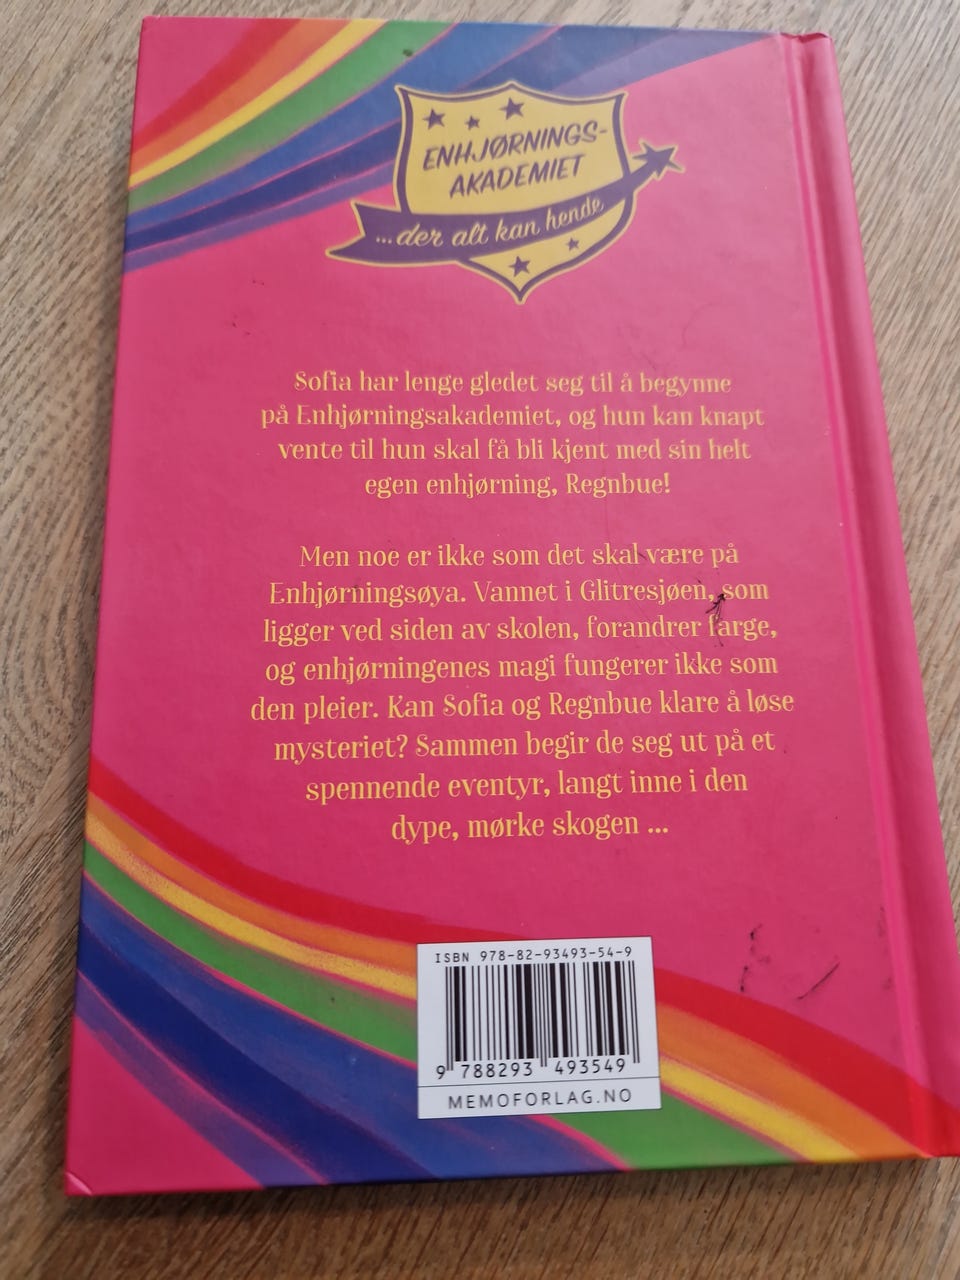 ENHJØRNINGS-
AKADEMIET
...der alt kan hende
Sofia har lenge gledet seg til å begynne
på Enhjørningsakademiet, og hun kan knapt
vente til hun skal få bli kjent med sin helt
egen enhjørning, Regnbue!
Men noe er ikke som det skal være på
Enhjørningsøya. Vannet i Glitresjøen, som
ligger ved siden av skolen, forandrer farge,
og enhjørningenes magi fungerer ikke som
den pleier. Kan Sofia og Regnbue klare å løse
mysteriet? Sammen begir de seg ut på et
spennende eventyr, langt inne i den
dype, mørke skogen ...
ISBN 978-82-93493-54-9
9 788293 493549
MEMOFORLAG.NO